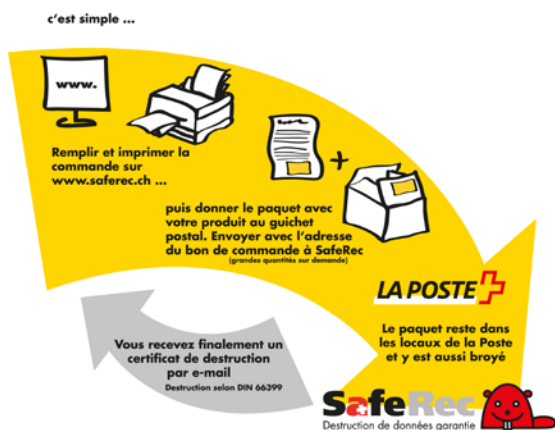 c'est simple ...
www.
Remplir et imprimer la
commande sur
www.saferec.ch ...
+
puis donner le paquet avec
votre produit au guichet
postal. Envoyer avec l'adresse
du bon de commande à SafeRec
(grandes quantités sur demande)
LA POSTE
Le paquet reste dans
les locaux de la Poste
et y est aussi broyé
Vous recevez finalement un
certificat de destruction
par e-mail
Destruction selon DIN 66399
SafeRec
Destruction de données garantie